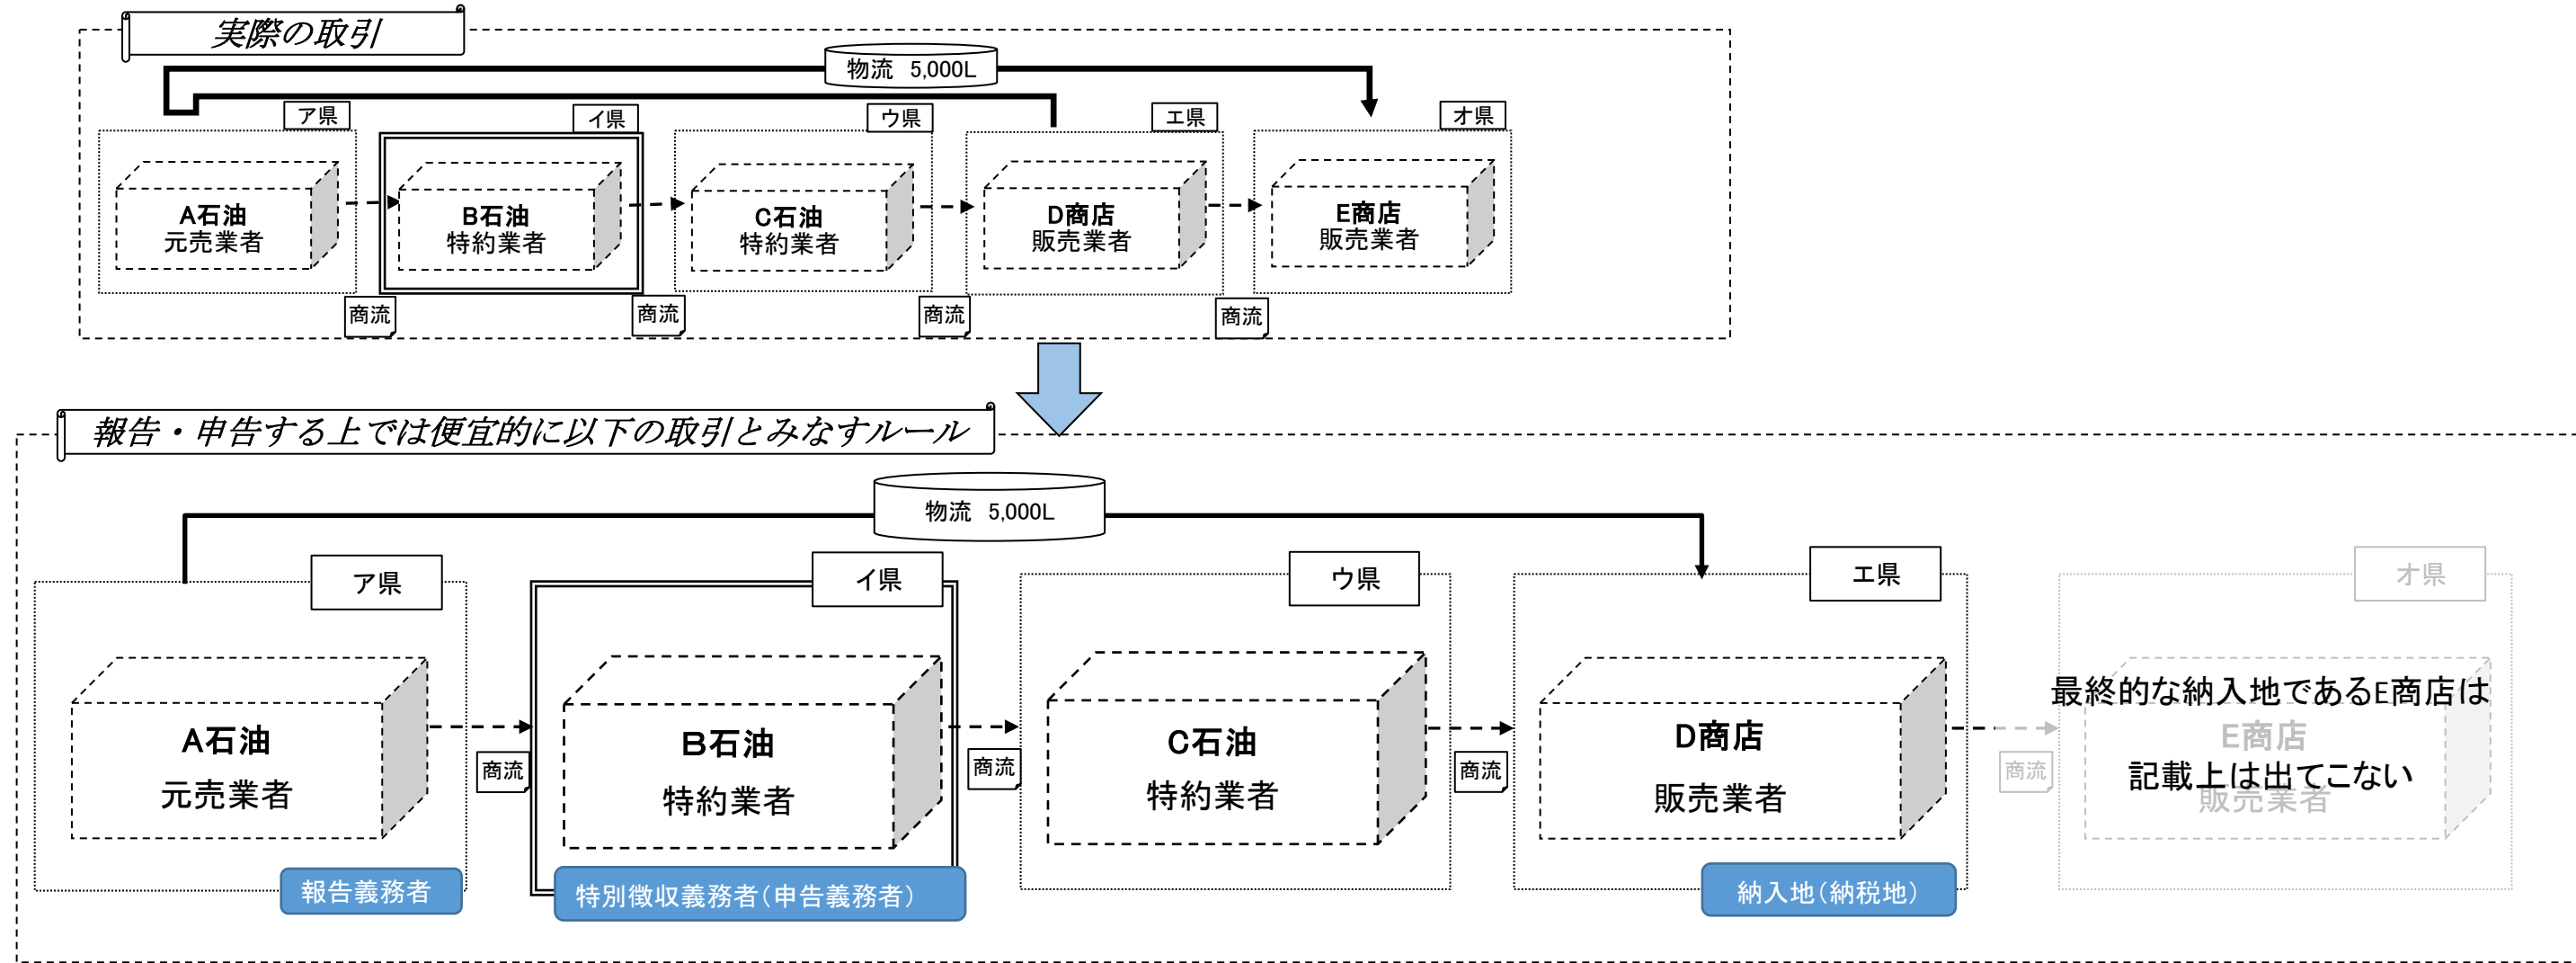 実際の取引
物流 5,000L
ア県
イ県
ウ県
エ県
オ県
A石油
元売業者
B石油
特約業者
C石油
特約業者
D商店
販売業者
E商店
販売業者
商流
商流
商流
商流
報告・申告する上では便宜的に以下の取引とみなすルール
物流 5,000L
ア県
イ県
ウ県
エ県
オ県
A石油
元売業者
B石油
特約業者
C石油
特約業者
D商店
販売業者
最終的な納入地であるE商店は
E商店
記載上は出てこない
販売業者
商流
商流
商流
商流
報告義務者
特別徴収義務者(申告義務者)
納入地(納税地)